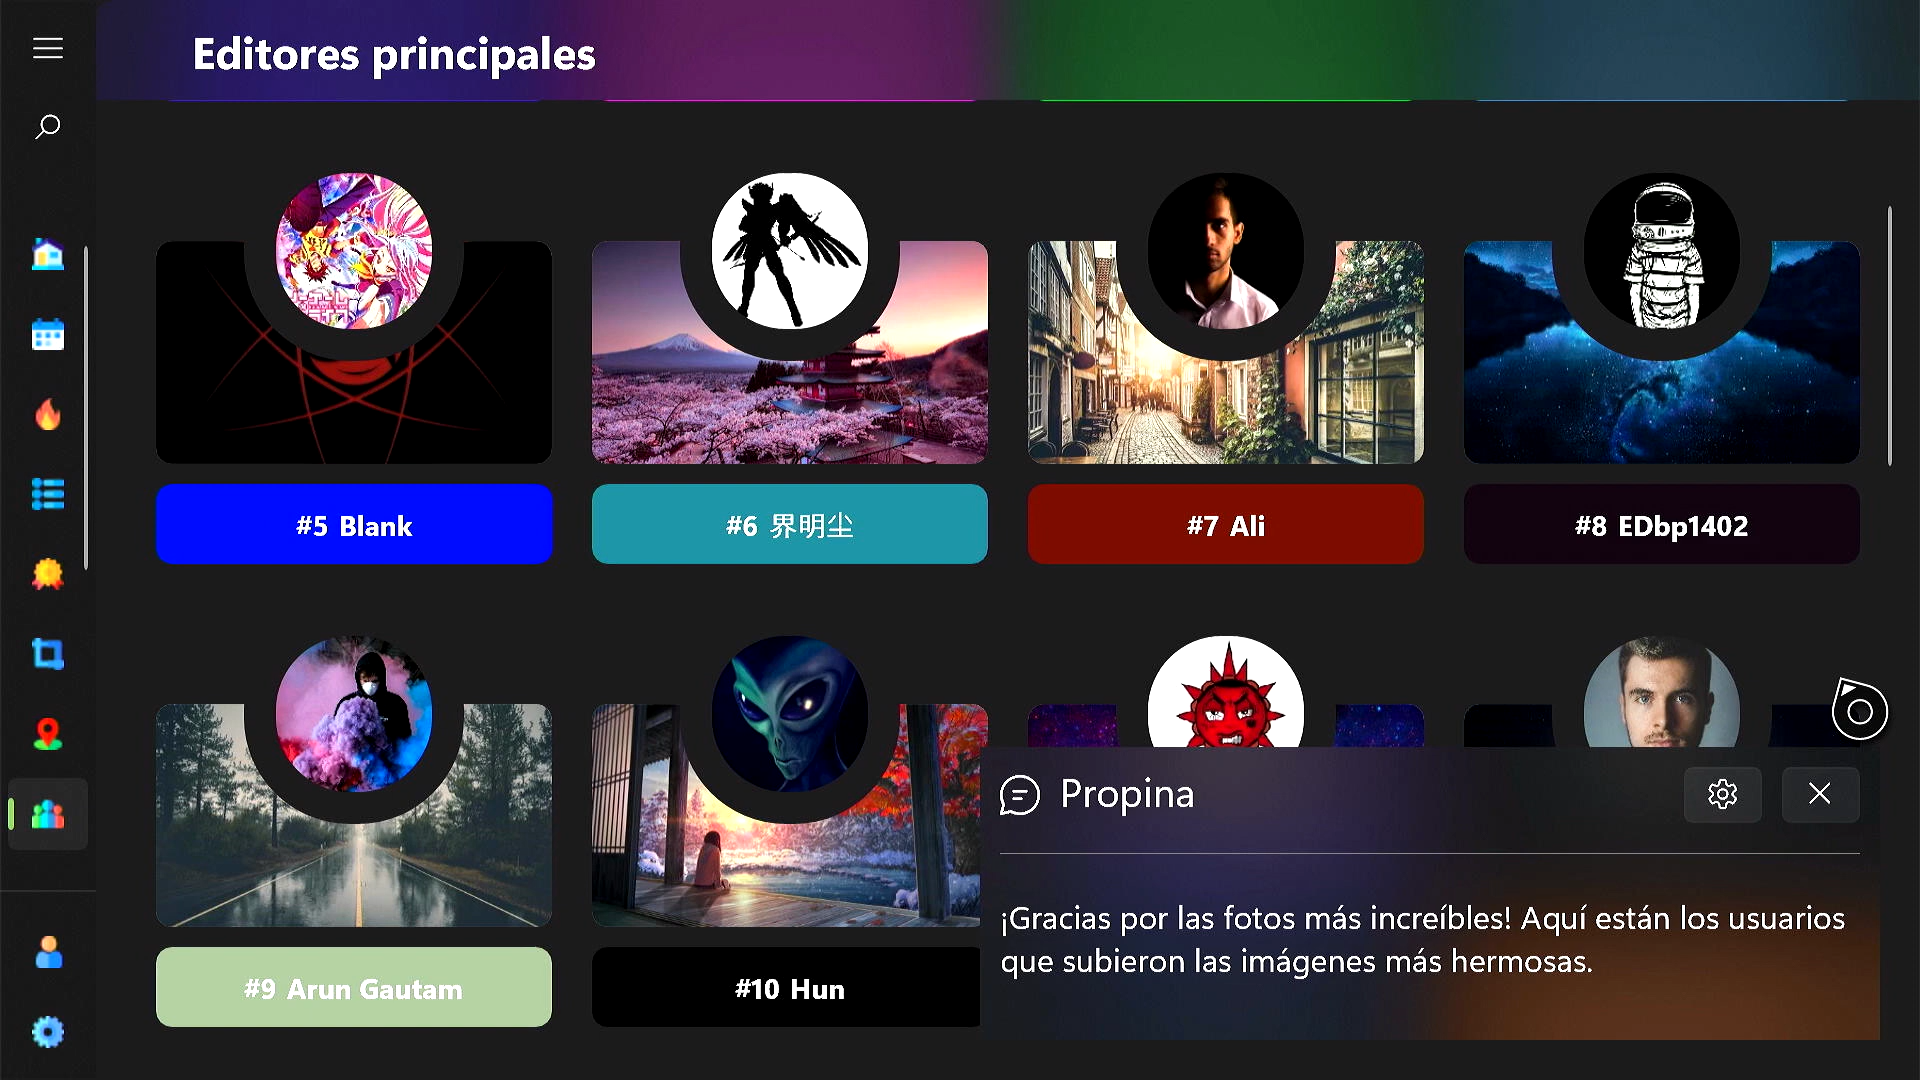 Editores principales
#5 Blank
#6 界明尘
#7 Ali
#8 EDbp1402
#9 Arun Gautam
#10 Hun
Propina
¡Gracias por las fotos más increíbles! Aquí están los usuarios
que subieron las imágenes más hermosas.